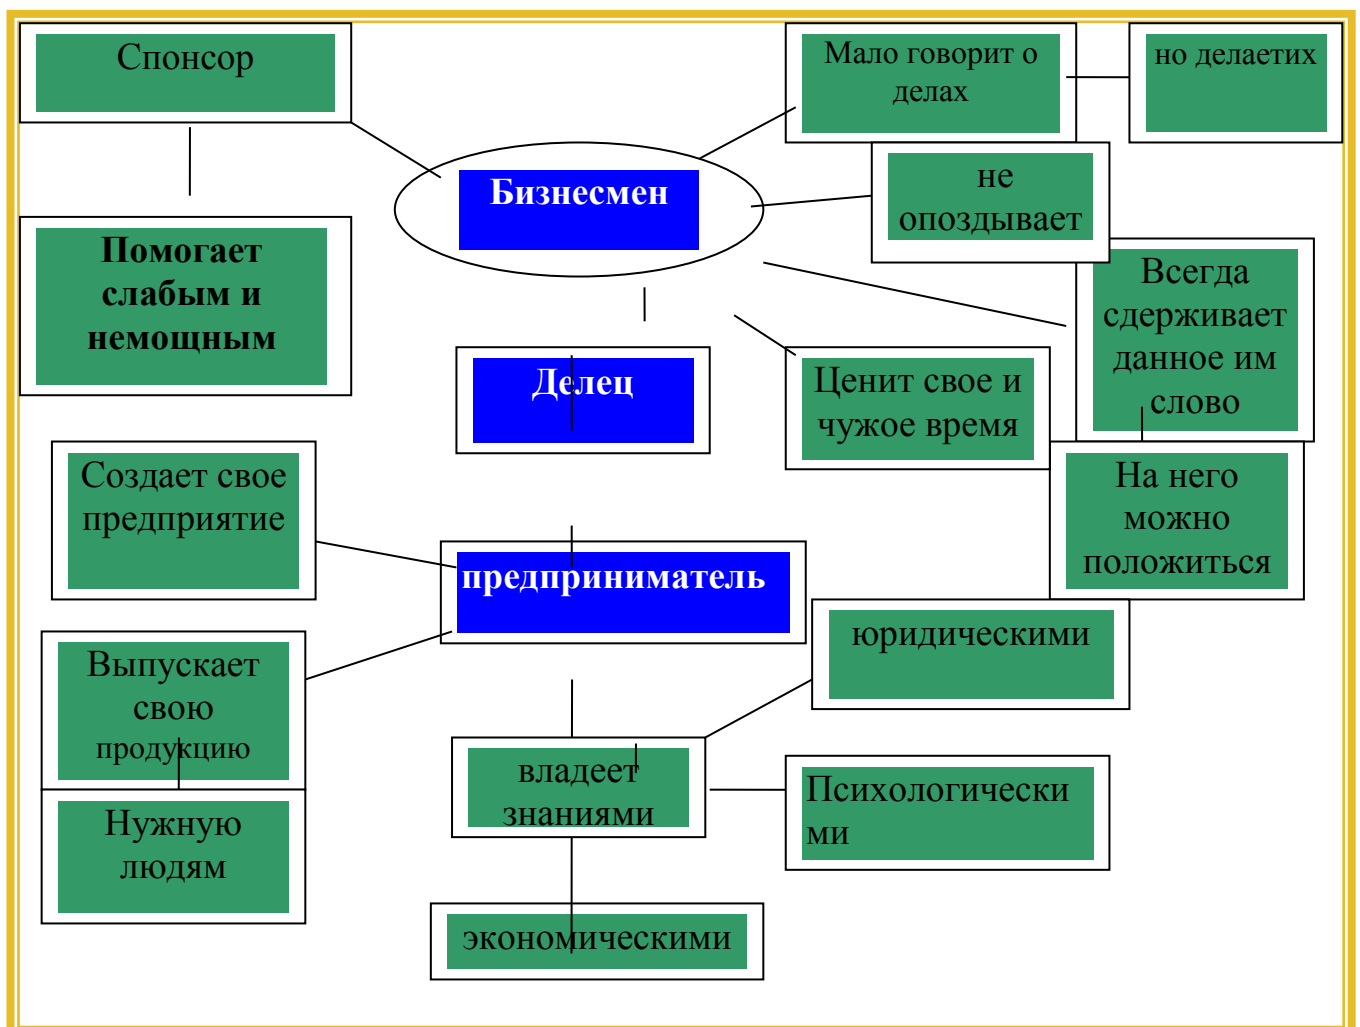 Спонсор
Мало говорит о
делах
но делаетих
Бизнесмен
не
опоздывает
Помогает
слабым и
немощным
Всегда
сдерживает
данное им
слово
Делец
Ценит свое и
чужое время
Создает свое
предприятие
На него
можно
положиться
предприниматель
юридическими
Выпускает
свою
продукцию
владеет
знаниями
Психологически
ми
Нужную
людям
экономическими